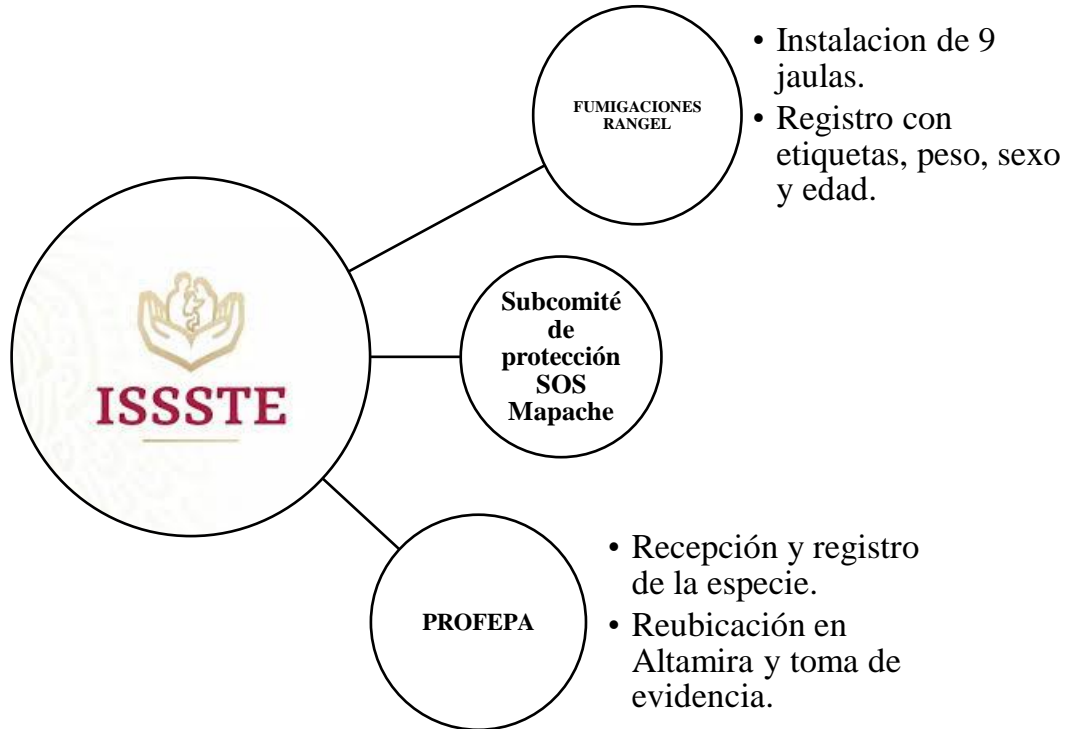 FUMIGACIONES
RANGEL
• Instalacion de 9
jaulas.
• Registro con
etiquetas, peso, sexo
y edad.
ISSSTE
Subcomité
de
protección
SOS
Mapache
PROFEPA
• Recepción y registro
de la especie.
• Reubicación en
Altamira y toma de
evidencia.